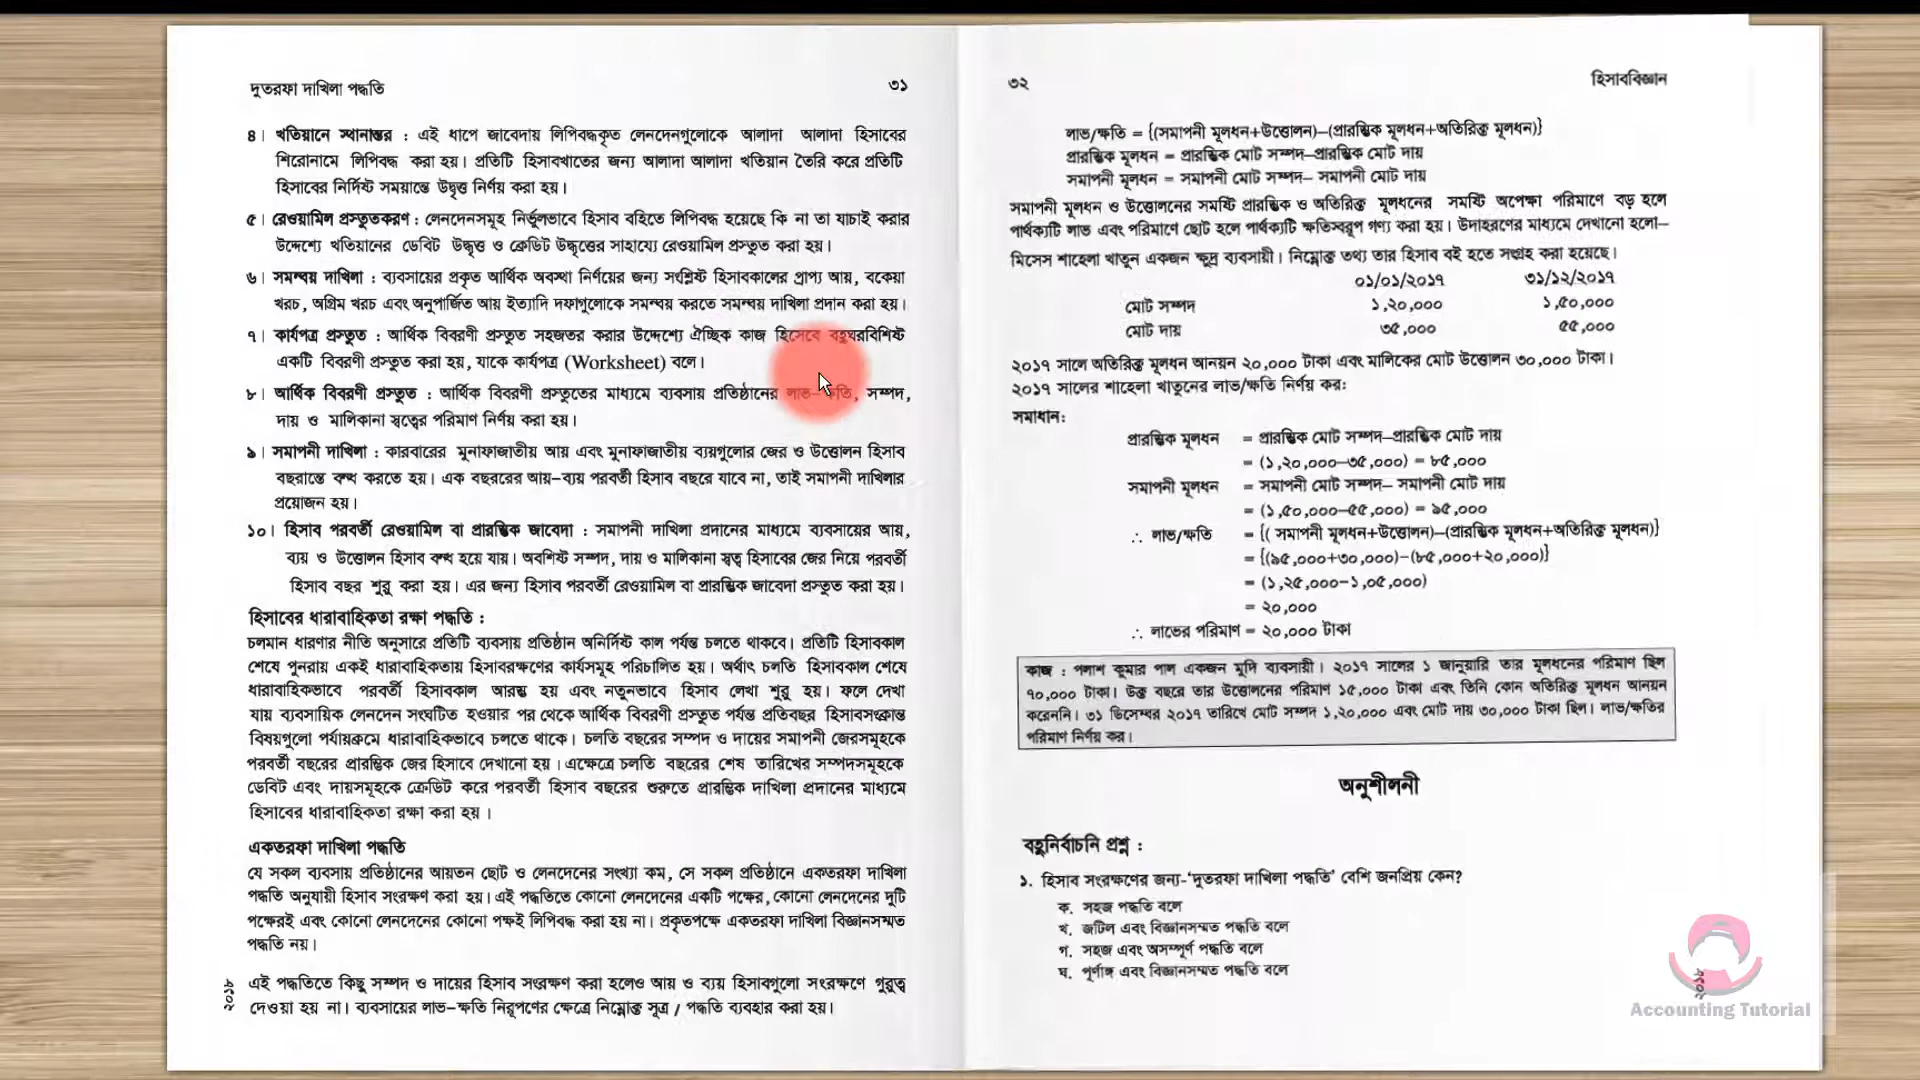 দুতরফা দাখিলা পদ্ধতি ৩১
৪। খতিয়ানে স্থানান্তর : এই ধাপে জাবেদায় লিপিবদ্ধকৃত লেনদেনগুলোকে আলাদা আলাদা হিসাবের
শিরোনামে লিপিবদ্ধ করা হয়। প্রতিটি হিসাবখাতের জন্য আলাদা আলাদা খতিয়ান তৈরি করে প্রতিটি
হিসাবের নির্দিষ্ট সময়ান্তে উদ্বৃত্ত নির্ণয় করা হয়।
৫। রেওয়ামিল প্রস্তুতকরণ : লেনদেনসমূহ নির্ভুলভাবে হিসাব বহিতে লিপিবদ্ধ হয়েছে কি না তা যাচাই করার
উদ্দেশ্যে খতিয়ানের ডেবিট উদ্ধৃত্ত ও ক্রেডিট উদ্ধৃত্তের সাহায্যে রেওয়ামিল প্রস্তুত করা হয়।
৬। সমন্বয় দাখিলা : ব্যবসায়ের প্রকৃত আর্থিক অবস্থা নির্ণয়ের জন্য সংশ্লিষ্ট হিসাবকালের প্রাপ্য আয়, বকেয়া
খরচ, অগ্রিম খরচ এবং অনুপার্জিত আয় ইত্যাদি দফাগুলোকে সমন্বয় করতে সমন্বয় দাখিলা প্রদান করা হয়।
৭। কার্যপত্র প্রস্তুত : আর্থিক বিবরণী প্রস্তুত সহজতর করার উদ্দেশ্যে ঐচ্ছিক কাজ হিসেবে বহুঘরবিশিষ্ট
একটি বিবরণী প্রস্তুত করা হয়, যাকে কার্যপত্র (Worksheet) বলে।
৮। আর্থিক বিবরণী প্রস্তুত : আর্থিক বিবরণী প্রস্তুতের মাধ্যমে ব্যবসায় প্রতিষ্ঠানের লাভ–ক্ষতি, সম্পদ,
দায় ও মালিকানা স্বত্বের পরিমাণ নির্ণয় করা হয়।
৯। সমাপনী দাখিলা : কারবারের মুনাফাজাতীয় আয় এবং মুনাফাজাতীয় ব্যয়গুলোর জের ও উত্তোলন হিসাব
বছরান্তে বন্ধ করতে হয়। এক বছররের আয়-ব্যয় পরবর্তী হিসাব বছরে যাবে না, তাই সমাপনী দাখিলার
প্রয়োজন হয়।
১০। হিসাব পরবর্তী রেওয়ামিল বা প্রারম্ভিক জাবেদা : সমাপনী দাখিলা প্রদানের মাধ্যমে ব্যবসায়ের আয়,
ব্যয় ও উত্তোলন হিসাব বন্ধ হয়ে যায়। অবশিষ্ট সম্পদ, দায় ও মালিকানা স্বত্ব হিসাবের জের নিয়ে পরবর্তী
হিসাব বছর শুরু করা হয়। এর জন্য হিসাব পরবর্তী রেওয়ামিল বা প্রারম্ভিক জাবেদা প্রস্তুত করা হয়।
হিসাবের ধারাবাহিকতা রক্ষা পদ্ধতি :
চলমান ধারণার নীতি অনুসারে প্রতিটি ব্যবসায় প্রতিষ্ঠান অনির্দিষ্ট কাল পর্যন্ত চলতে থাকবে। প্রতিটি হিসাবকাল
শেষে পুনরায় একই ধারাবাহিকতায় হিসাবরক্ষণের কার্যসমূহ পরিচালিত হয়। অর্থাৎ চলতি হিসাবকাল শেষে
ধারাবাহিকভাবে পরবর্তী হিসাবকাল আরম্ভ হয় এবং নতুনভাবে হিসাব লেখা শুরু হয়। ফলে দেখা
যায় ব্যবসায়িক লেনদেন সংঘটিত হওয়ার পর থেকে আর্থিক বিবরণী প্রস্তুত পর্যন্ত প্রতিবছর হিসাবসংক্রান্ত
বিষয়গুলো পর্যায়ক্রমে ধারাবাহিকভাবে চলতে থাকে। চলতি বছরের সম্পদ ও দায়ের সমাপনী জেরসমূহকে
পরবর্তী বছরের প্রারম্ভিক জের হিসাবে দেখানো হয়। এক্ষেত্রে চলতি বছরের শেষ তারিখের সম্পদসমূহকে
ডেবিট এবং দায়সমূহকে ক্রেডিট করে পরবর্তী হিসাব বছরের শুরুতে প্রারম্ভিক দাখিলা প্রদানের মাধ্যমে
হিসাবের ধারাবাহিকতা রক্ষা করা হয়।
একতরফা দাখিলা পদ্ধতি
যে সকল ব্যবসায় প্রতিষ্ঠানের আয়তন ছোট ও লেনদেনের সংখ্যা কম, সে সকল প্রতিষ্ঠানে একতরফা দাখিলা
পদ্ধতি অনুযায়ী হিসাব সংরক্ষণ করা হয়। এই পদ্ধতিতে কোনো লেনদেনের একটি পক্ষের, কোনো লেনদেনের দুটি
পক্ষেরই এবং কোনো লেনদেনের কোনো পক্ষই লিপিবদ্ধ করা হয় না। প্রকৃতপক্ষে একতরফা দাখিলা বিজ্ঞানসম্মত
পদ্ধতি নয়।
এই পদ্ধতিতে কিছু সম্পদ ও দায়ের হিসাব সংরক্ষণ করা হলেও আয় ও ব্যয় হিসাবগুলো সংরক্ষণে গুরুত্ব
দেওয়া হয় না। ব্যবসায়ের লাভ–ক্ষতি নিরূপণের ক্ষেত্রে নিম্নোক্ত সূত্র / পদ্ধতি ব্যবহার করা হয়।
২০১৮
৩২ হিসাববিজ্ঞান
লাভ/ক্ষতি = {(সমাপনী মূলধন+উত্তোলন)–(প্রারম্ভিক মূলধন+অতিরিক্ত মূলধন)}
প্রারম্ভিক মূলধন = প্রারম্ভিক মোট সম্পদ–প্রারম্ভিক মোট দায়
সমাপনী মূলধন = সমাপনী মোট সম্পদ– সমাপনী মোট দায়
সমাপনী মূলধন ও উত্তোলনের সমষ্টি প্রারম্ভিক ও অতিরিক্ত মূলধনের সমষ্টি অপেক্ষা পরিমাণে বড় হলে
পার্থক্যটি লাভ এবং পরিমাণে ছোট হলে পার্থক্যটি ক্ষতিস্বরূপ গণ্য করা হয়। উদাহরণের মাধ্যমে দেখানো হলো–
মিসেস শাহেলা খাতুন একজন ক্ষুদ্র ব্যবসায়ী। নিম্নোক্ত তথ্য তার হিসাব বই হতে সংগ্রহ করা হয়েছে।
০১/০১/২০১৭ ৩১/১২/২০১৭
মোট সম্পদ ১,২০,০০০ ১,৫০,০০০
মোট দায় ৩৫,০০০ ৫৫,০০০
২০১৭ সালে অতিরিক্ত মূলধন আনয়ন ২০,০০০ টাকা এবং মালিকের মোট উত্তোলন ৩০,০০০ টাকা।
২০১৭ সালের শাহেলা খাতুনের লাভ/ক্ষতি নির্ণয় কর:
সমাধান:
প্রারম্ভিক মূলধন = প্রারম্ভিক মোট সম্পদ–প্রারম্ভিক মোট দায়
= (১,২০,০০০–৩৫,০০০) = ৮৫,০০০
সমাপনী মূলধন = সমাপনী মোট সম্পদ– সমাপনী মোট দায়
= (১,৫০,০০০–৫৫,০০০) = ৯৫,০০০
∴ লাভ/ক্ষতি = {( সমাপনী মূলধন+উত্তোলন)–(প্রারম্ভিক মূলধন+অতিরিক্ত মূলধন)}
= {(৯৫,০০০+৩০,০০০)–(৮৫,০০০+২০,০০০)}
= (১,২৫,০০০–১,০৫,০০০)
= ২০,০০০
∴ লাভের পরিমাণ = ২০,০০০ টাকা
কাজ : পলাশ কুমার পাল একজন মুদি ব্যবসায়ী। ২০১৭ সালের ১ জানুয়ারি তার মূলধনের পরিমাণ ছিল
৭০,০০০ টাকা। উক্ত বছরে তার উত্তোলনের পরিমাণ ১৫,০০০ টাকা এবং তিনি কোন অতিরিক্ত মূলধন আনয়ন
করেননি। ৩১ ডিসেম্বর ২০১৭ তারিখে মোট সম্পদ ১,২০,০০০ এবং মোট দায় ৩০,০০০ টাকা ছিল। লাভ/ক্ষতির
পরিমাণ নির্ণয় কর।
অনুশীলনী
বহুনির্বাচনি প্রশ্ন :
১. হিসাব সংরক্ষণের জন্য-‘দুতরফা দাখিলা পদ্ধতি’ বেশি জনপ্রিয় কেন?
ক. সহজ পদ্ধতি বলে
খ. জটিল এবং বিজ্ঞানসম্মত পদ্ধতি বলে
গ. সহজ এবং অসম্পূর্ণ পদ্ধতি বলে
ঘ. পূর্ণাঙ্গ এবং বিজ্ঞানসম্মত পদ্ধতি বলে
২০১৮
Accounting Tutorial